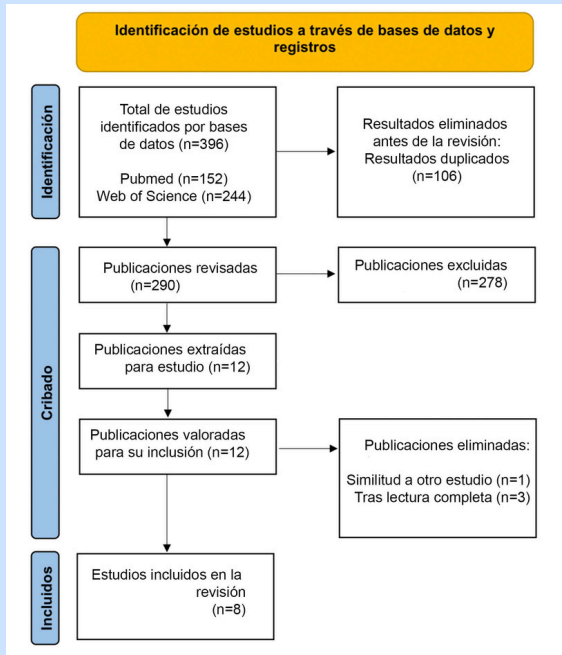 Identificación de estudios a través de bases de datos y
registros
Identificación
Total de estudios
identificados por bases
de datos (n=396)
Pubmed (n=152)
Web of Science (n=244)
Resultados eliminados
antes de la revisión:
Resultados duplicados
(n=106)
Cribado
Publicaciones revisadas
(n=290)
Publicaciones excluidas
(n=278)
Publicaciones extraídas
para estudio (n=12)
Publicaciones valoradas
para su inclusión (n=12)
Publicaciones eliminadas:
Similitud a otro estudio (n=1)
Tras lectura completa (n=3)
Incluidos
Estudios incluidos en la
revisión
(n=8)